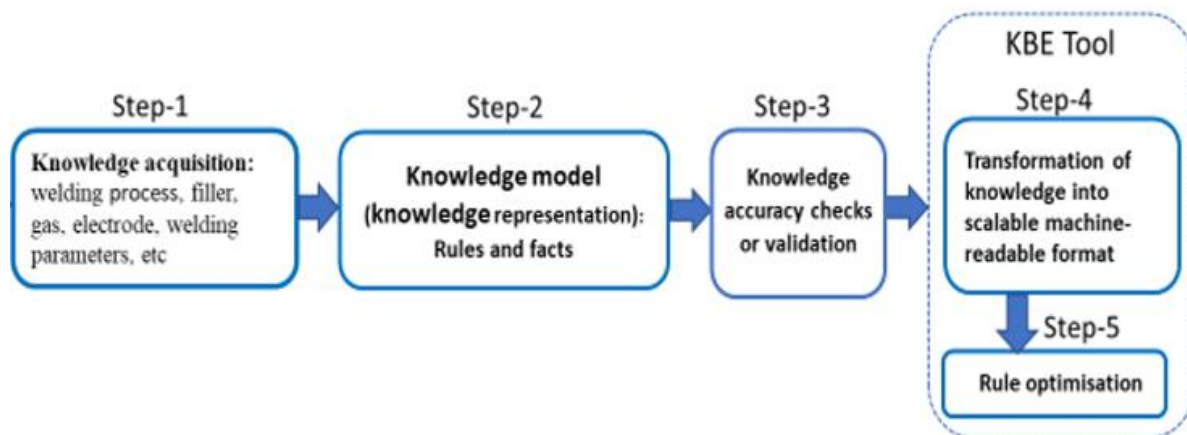 Step-1
Knowledge acquisition:
welding process, filler,
gas, electrode, welding
parameters, etc
Step-2
Knowledge model
(knowledge representation):
Rules and facts
Step-3
Knowledge
accuracy checks
or validation
KBE Tool
Step-4
Transformation of
knowledge into
scalable machine-
readable format
Step-5
Rule optimisation